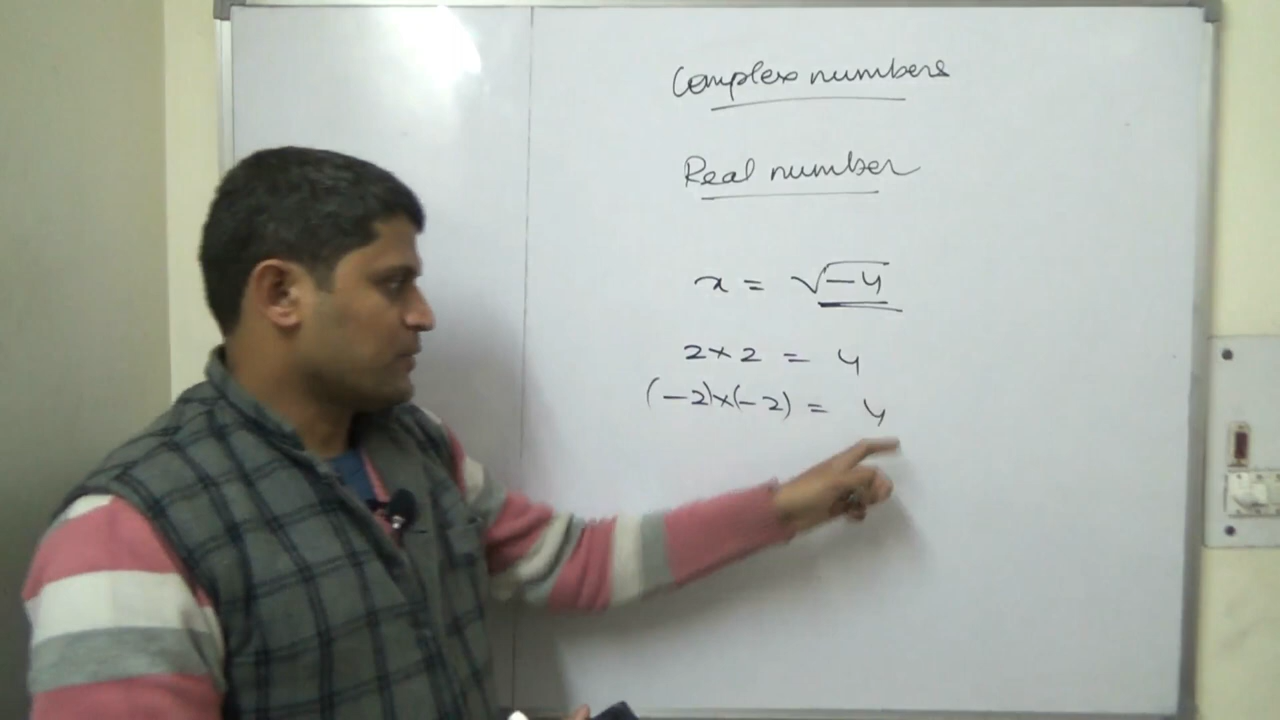 Complex numbers
Real number
x = √-4
2×2 = 4
(-2)×(-2) = 4